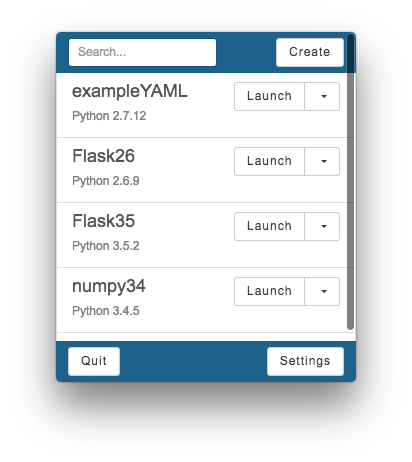 Search...
Create
exampleYAML
Launch
Python 2.7.12
Flask26
Launch
Python 2.6.9
Flask35
Launch
Python 3.5.2
numpy34
Launch
Python 3.4.5
Quit
Settings